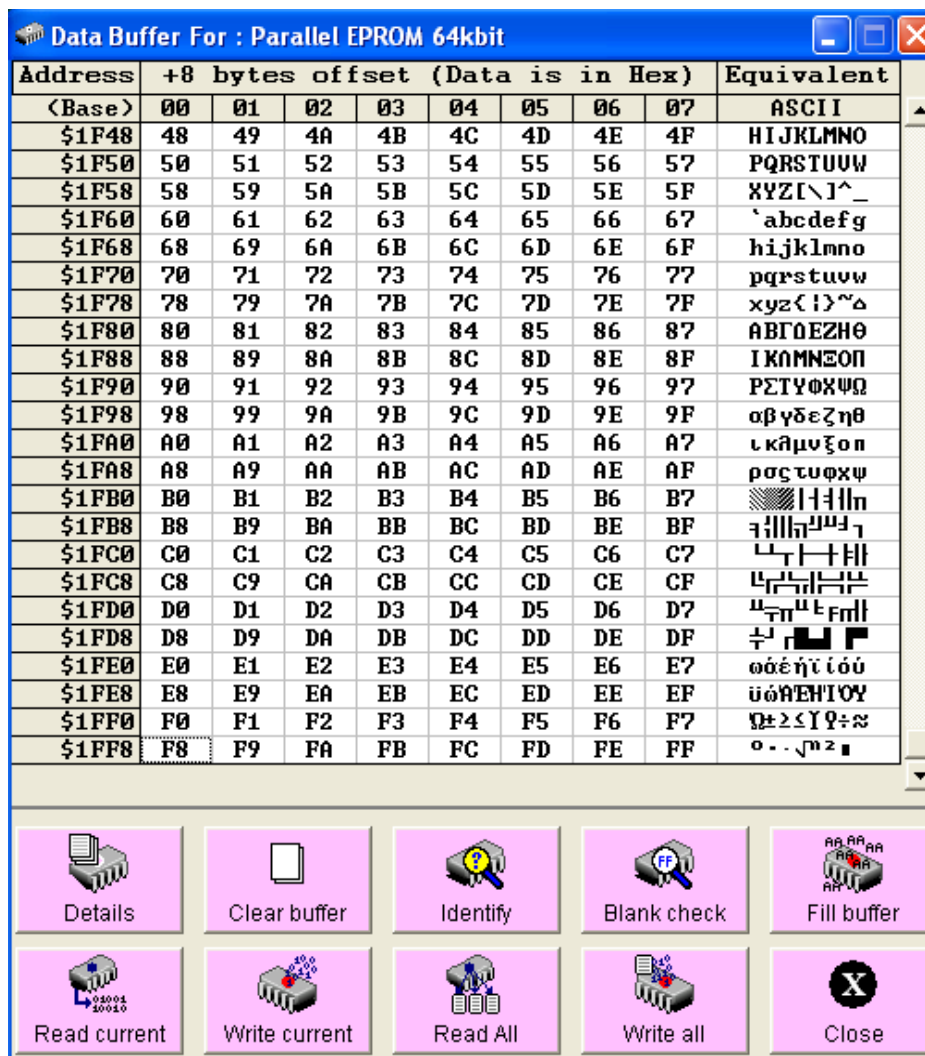 Data Buffer For : Parallel EPROM 64kbit
Address +8 bytes offset (Data is in Hex) Equivalent
(Base) 00 01 02 03 04 05 06 07 ASCII
$1F48 48 49 4A 4B 4C 4D 4E 4F HIJKLMNO
$1F50 50 51 52 53 54 55 56 57 PQRSTUVW
$1F58 58 59 5A 5B 5C 5D 5E 5F XYZ[\]^_
$1F60 60 61 62 63 64 65 66 67 `abcdefg
$1F68 68 69 6A 6B 6C 6D 6E 6F hijklmno
$1F70 70 71 72 73 74 75 76 77 pqrstuvw
$1F78 78 79 7A 7B 7C 7D 7E 7F xyz{¦}~⌂
$1F80 80 81 82 83 84 85 86 87 ΑΒΓΔΕΖΗΘ
$1F88 88 89 8A 8B 8C 8D 8E 8F ΙΚΛΜΝΞΟΠ
$1F90 90 91 92 93 94 95 96 97 ΡΣΤΥΦΧΨΩ
$1F98 98 99 9A 9B 9C 9D 9E 9F αβγδεζηθ
$1FA0 A0 A1 A2 A3 A4 A5 A6 A7 ικλμνξοπ
$1FA8 A8 A9 AA AB AC AD AE AF ρσςτυφχψ
$1FB0 B0 B1 B2 B3 B4 B5 B6 B7
$1FB8 B8 B9 BA BB BC BD BE BF
$1FC0 C0 C1 C2 C3 C4 C5 C6 C7
$1FC8 C8 C9 CA CB CC CD CE CF
$1FD0 D0 D1 D2 D3 D4 D5 D6 D7
$1FD8 D8 D9 DA DB DC DD DE DF
$1FE0 E0 E1 E2 E3 E4 E5 E6 E7 ωάέήϊίόύ
$1FE8 E8 E9 EA EB EC ED EE EF ϋώΆΈΉΊΌΎ
$1FF0 F0 F1 F2 F3 F4 F5 F6 F7 Ώ±≥≤ΪΫ÷≈
$1FF8 F8 F9 FA FB FC FD FE FF °∙·√ⁿ²■
Details
Clear buffer
?
Identify
FF
Blank check
AA AA AA AA AA AA
Fill buffer
01001
10010
Read current
Write current
Read All
Write all
X
Close